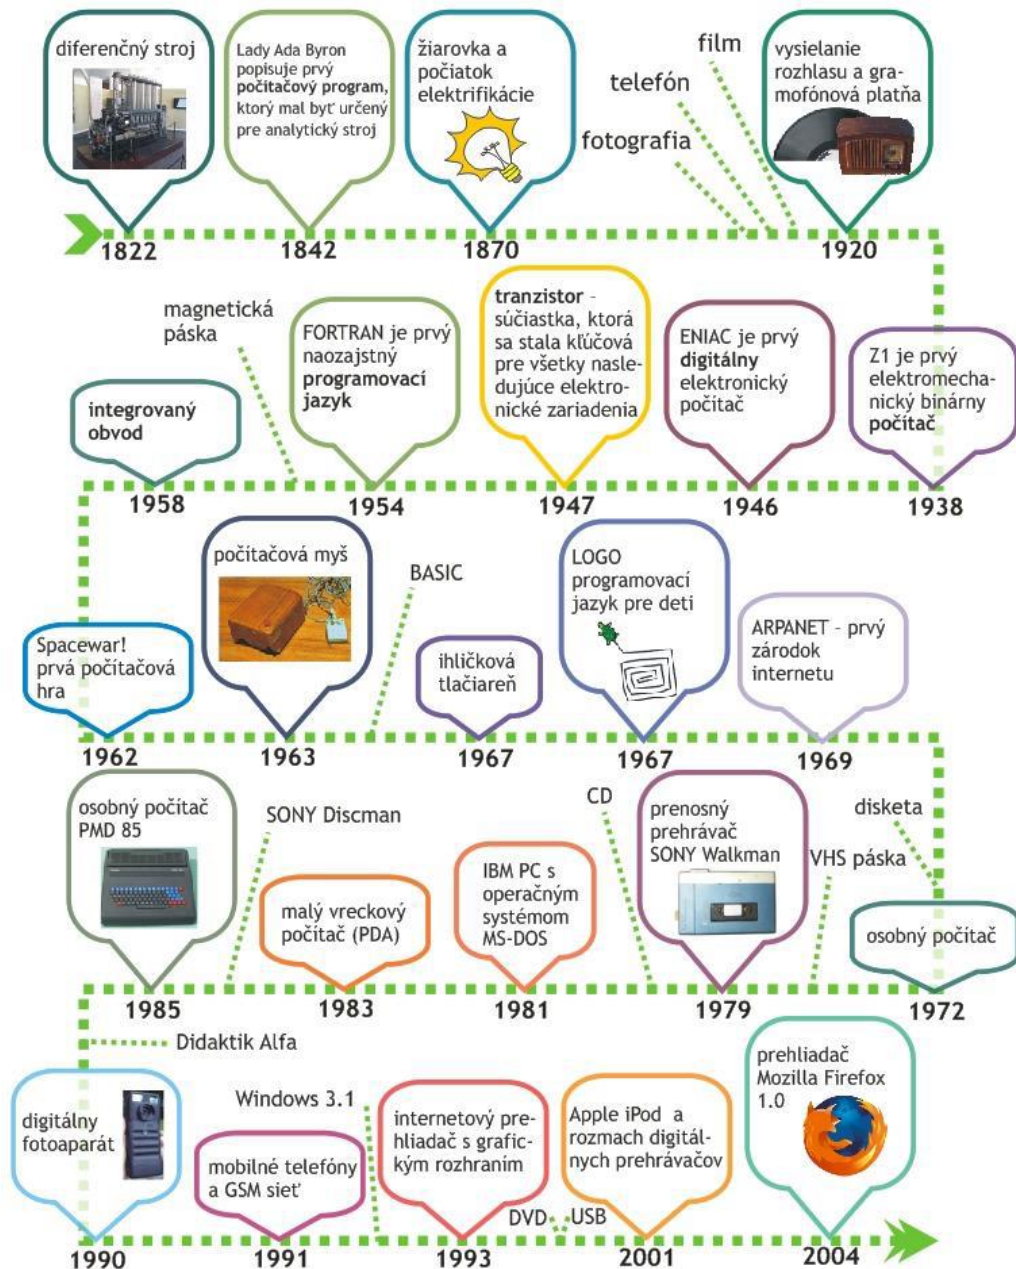 diferenčný stroj
Lady Ada Byron
popisuje prvý
počítačový program,
ktorý mal byť určený
pre analytický stroj
žiarovka a
počiatok
elektrifikácie
fotografia
telefón
film
vysielanie
rozhlasu a gra-
mofónová platňa
1822
1842
1870
1920
Z1 je prvý
elektromecha-
nický binárny
počítač
ENIAC je prvý
digitálny
elektronický
počítač
tranzistor -
súčiastka, ktorá
sa stala kľúčová
pre všetky nasle-
dujúce elektro-
nické zariadenia
FORTRAN je prvý
naozajstný
programovací
jazyk
magnetická
páska
integrovaný
obvod
1958
1954
1947
1946
1938
Spacewar!
prvá počítačová
hra
počítačová myš
BASIC
ihličková
tlačiareň
LOGO
programovací
jazyk pre deti
ARPANET - prvý
zárodok
internetu
1962
1963
1967
1967
1969
disketa
osobný počítač
VHS páska
prenosný
prehrávač
SONY Walkman
CD
IBM PC s
operačným
systémom
MS-DOS
malý vreckový
počítač (PDA)
SONY Discman
osobný počítač
PMD 85
1985
1983
1981
1979
1972
Didaktik Alfa
digitálny
fotoaparát
mobilné telefóny
a GSM sieť
Windows 3.1
internetový pre-
hliadač s grafic-
kým rozhraním
DVD
USB
Apple iPod a
rozmach digitál-
nych prehrávačov
prehliadač
Mozilla Firefox
1.0
1990
1991
1993
2001
2004